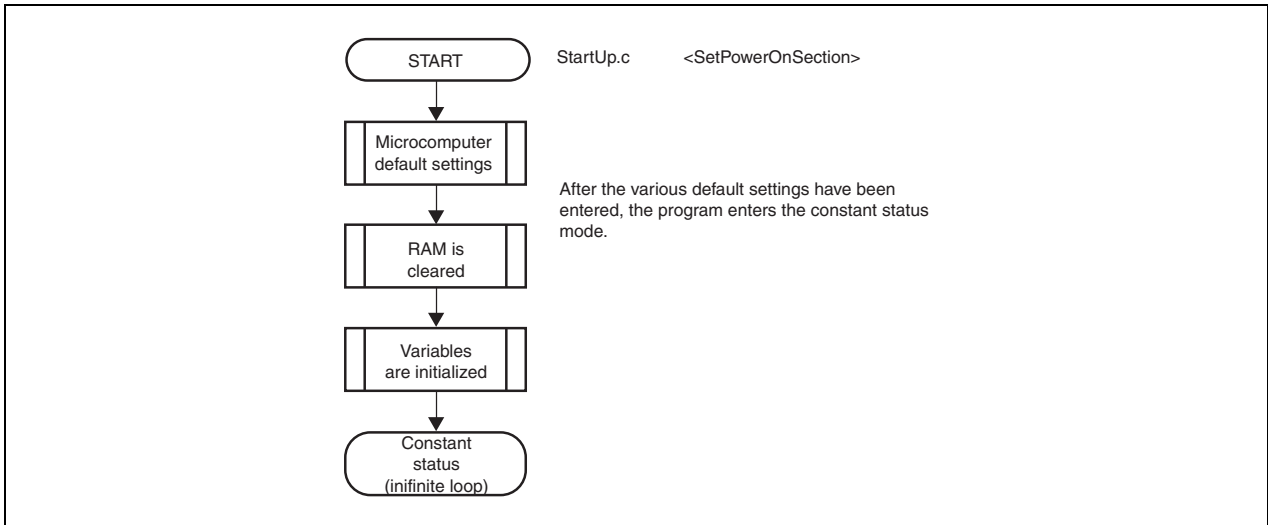 START
StartUp.c <SetPowerOnSection>
Microcomputer
default settings
After the various default settings have been
entered, the program enters the constant status
mode.
RAM is
cleared
Variables
are initialized
Constant
status
(inifinite loop)